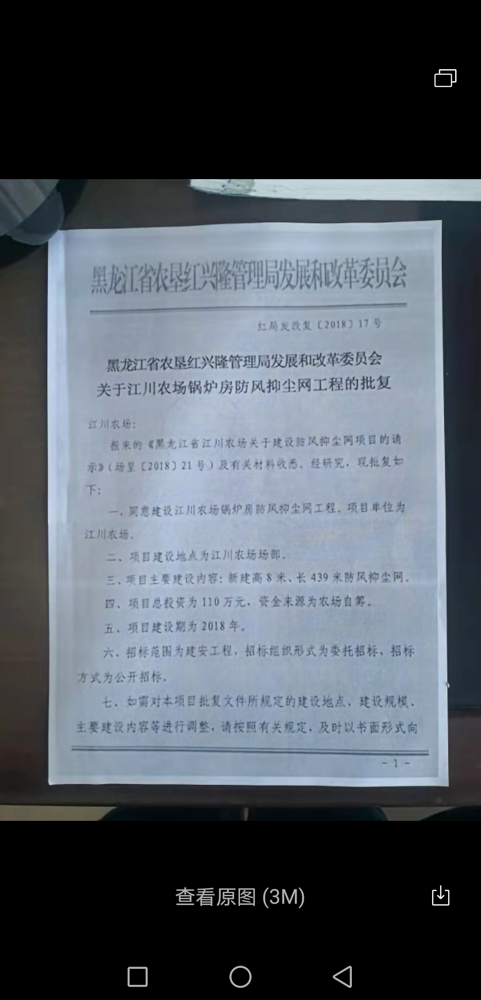 黑龙江省农垦红兴隆管理局发展和改革委员会
红局发改复〔2018〕17号
黑龙江省农垦红兴隆管理局发展和改革委员会
关于江川农场锅炉房防风抑尘网工程的批复
江川农场：
报来的《黑龙江省江川农场关于建设防风抑尘网项目的请
示》（场呈〔2018〕21号）及有关材料收悉、经研究，现批复如
下：
一、同意建设江川农场锅炉房防风抑尘网工程。项目单位为
江川农场。
二、项目建设地点为江川农场场部。
三、项目主要建设内容：新建高8米、长439米防风抑尘网。
四、项目总投资为110万元，资金来源为农场自筹。
五、项目建设期为2018年。
六、招标范围为建安工程，招标组织形式为委托招标，招标
方式为公开招标。
七、如需对本项目批复文件所规定的建设地点、建设规模、
主要建设内容等进行调整，请按照有关规定，及时以书面形式向
- 1 -
查看原图 (3M)